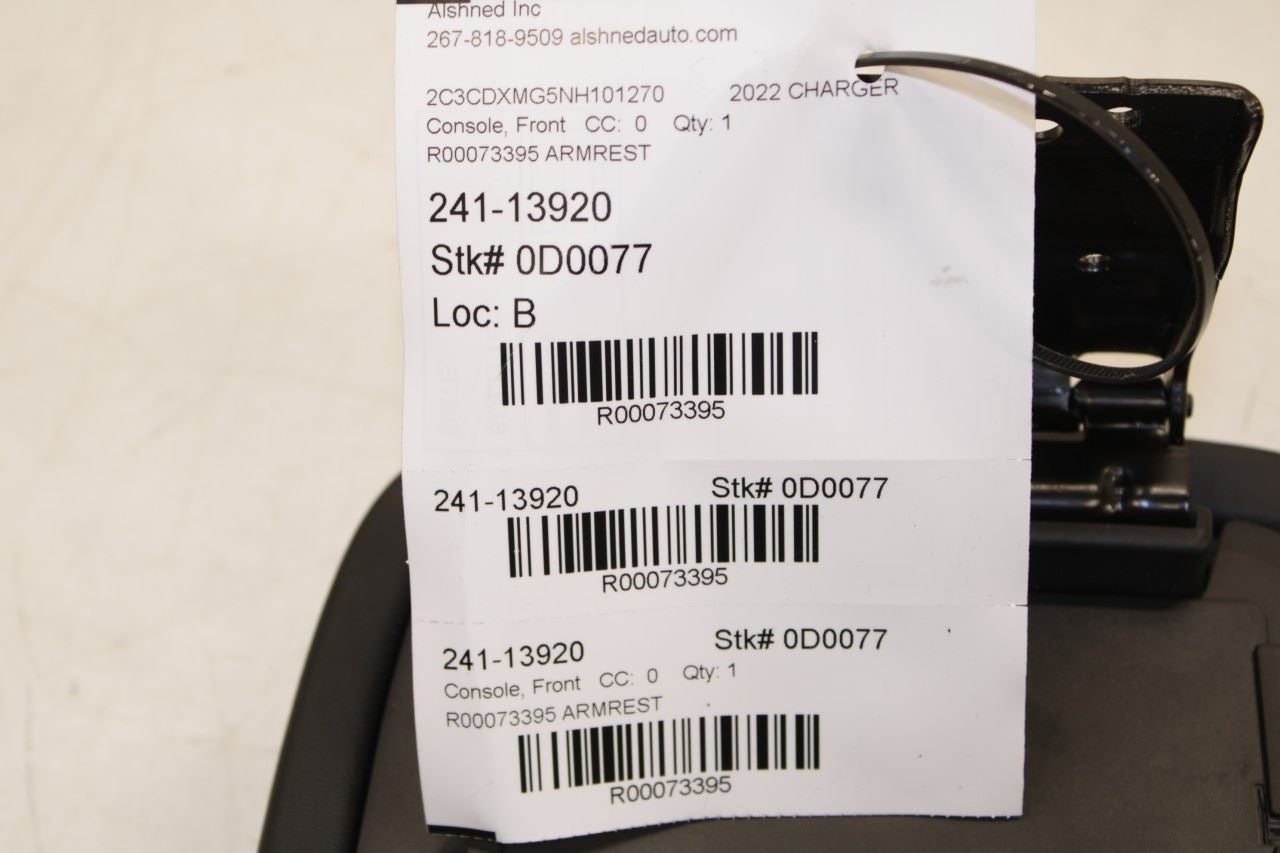 Alshned Inc
267-818-9509 alshnedauto.com
2C3CDXMG5NH101270 2022 CHARGER
Console, Front CC: 0 Qty: 1
R00073395 ARMREST
241-13920
Stk# 0D0077
Loc: B
R00073395
241-13920 Stk# 0D0077
R00073395
241-13920 Stk# 0D0077
Console, Front CC: 0 Qty: 1
R00073395 ARMREST
R00073395